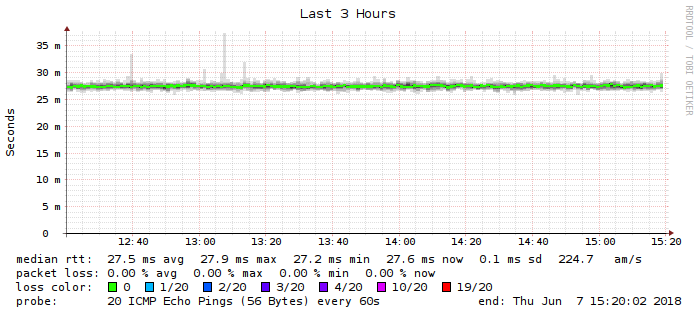 Last 3 Hours
RRDTOOL / TOBI OETIKER
Seconds
35 m
30 m
25 m
20 m
15 m
10 m
5 m
0
12:40 13:00 13:20 13:40 14:00 14:20 14:40 15:00 15:20
median rtt: 27.5 ms avg 27.9 ms max 27.2 ms min 27.6 ms now 0.1 ms sd 224.7 am/s
packet loss: 0.00 % avg 0.00 % max 0.00 % min 0.00 % now
loss color: 0 1/20 2/20 3/20 4/20 10/20 19/20
probe: 20 ICMP Echo Pings (56 Bytes) every 60s end: Thu Jun 7 15:20:02 2018